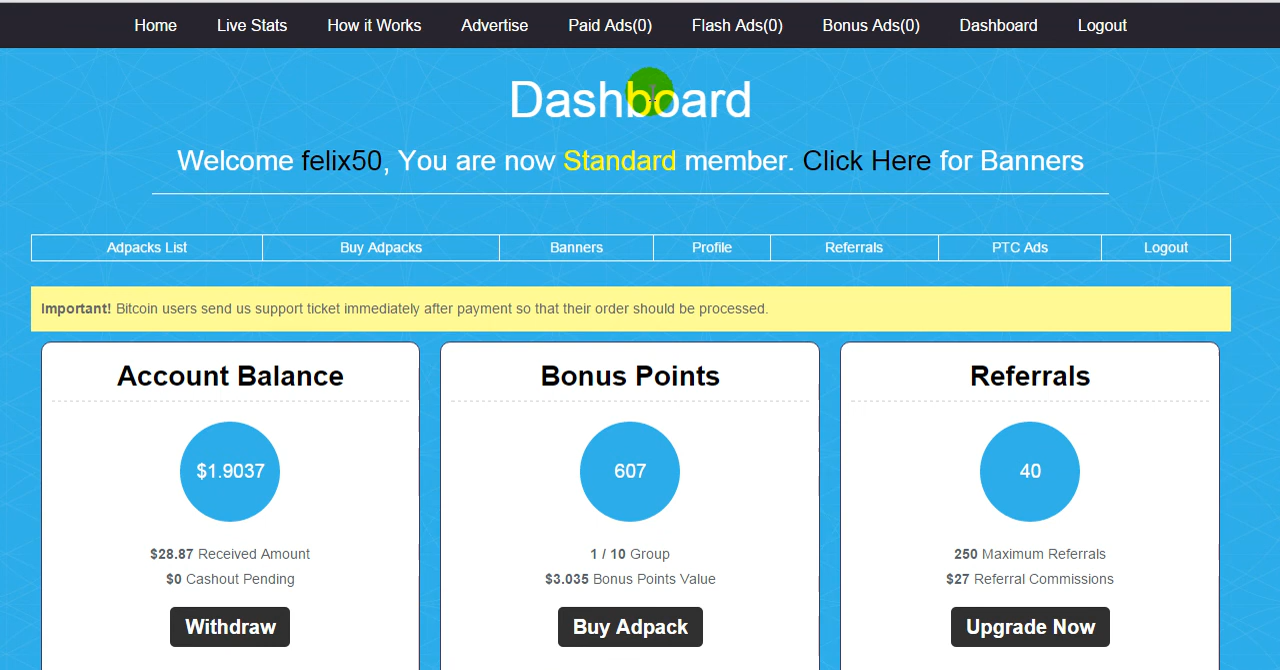 Home Live Stats How it Works Advertise Paid Ads(0) Flash Ads(0) Bonus Ads(0) Dashboard Logout
Dashboard
Welcome felix50, You are now Standard member. Click Here for Banners
Adpacks List Buy Adpacks Banners Profile Referrals PTC Ads Logout
Important! Bitcoin users send us support ticket immediately after payment so that their order should be processed.
Account Balance
$1.9037
$28.87 Received Amount
$0 Cashout Pending
Withdraw
Bonus Points
607
1 / 10 Group
$3.035 Bonus Points Value
Buy Adpack
Referrals
40
250 Maximum Referrals
$27 Referral Commissions
Upgrade Now